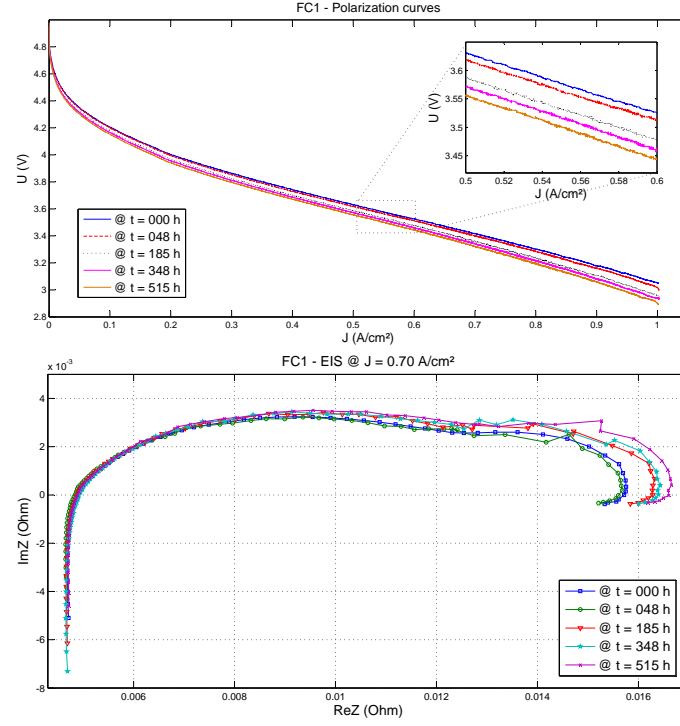 FC1 - Polarization curves
4.8
4.6
4.4
4.2
4
3.8
3.6
3.4
3.2
3
2.8
U (V)
0 0.1 0.2 0.3 0.4 0.5 0.6 0.7 0.8 0.9 1
J (A/cm²)
@ t = 000 h
@ t = 048 h
@ t = 185 h
@ t = 348 h
@ t = 515 h
3.6
3.55
3.5
3.45
U (V)
0.5 0.52 0.54 0.56 0.58 0.6
J (A/cm²)
FC1 - EIS @ J = 0.70 A/cm²
x 10⁻³
4
2
0
-2
-4
-6
-8
ImZ (Ohm)
0.006 0.008 0.01 0.012 0.014 0.016
ReZ (Ohm)
@ t = 000 h
@ t = 048 h
@ t = 185 h
@ t = 348 h
@ t = 515 h